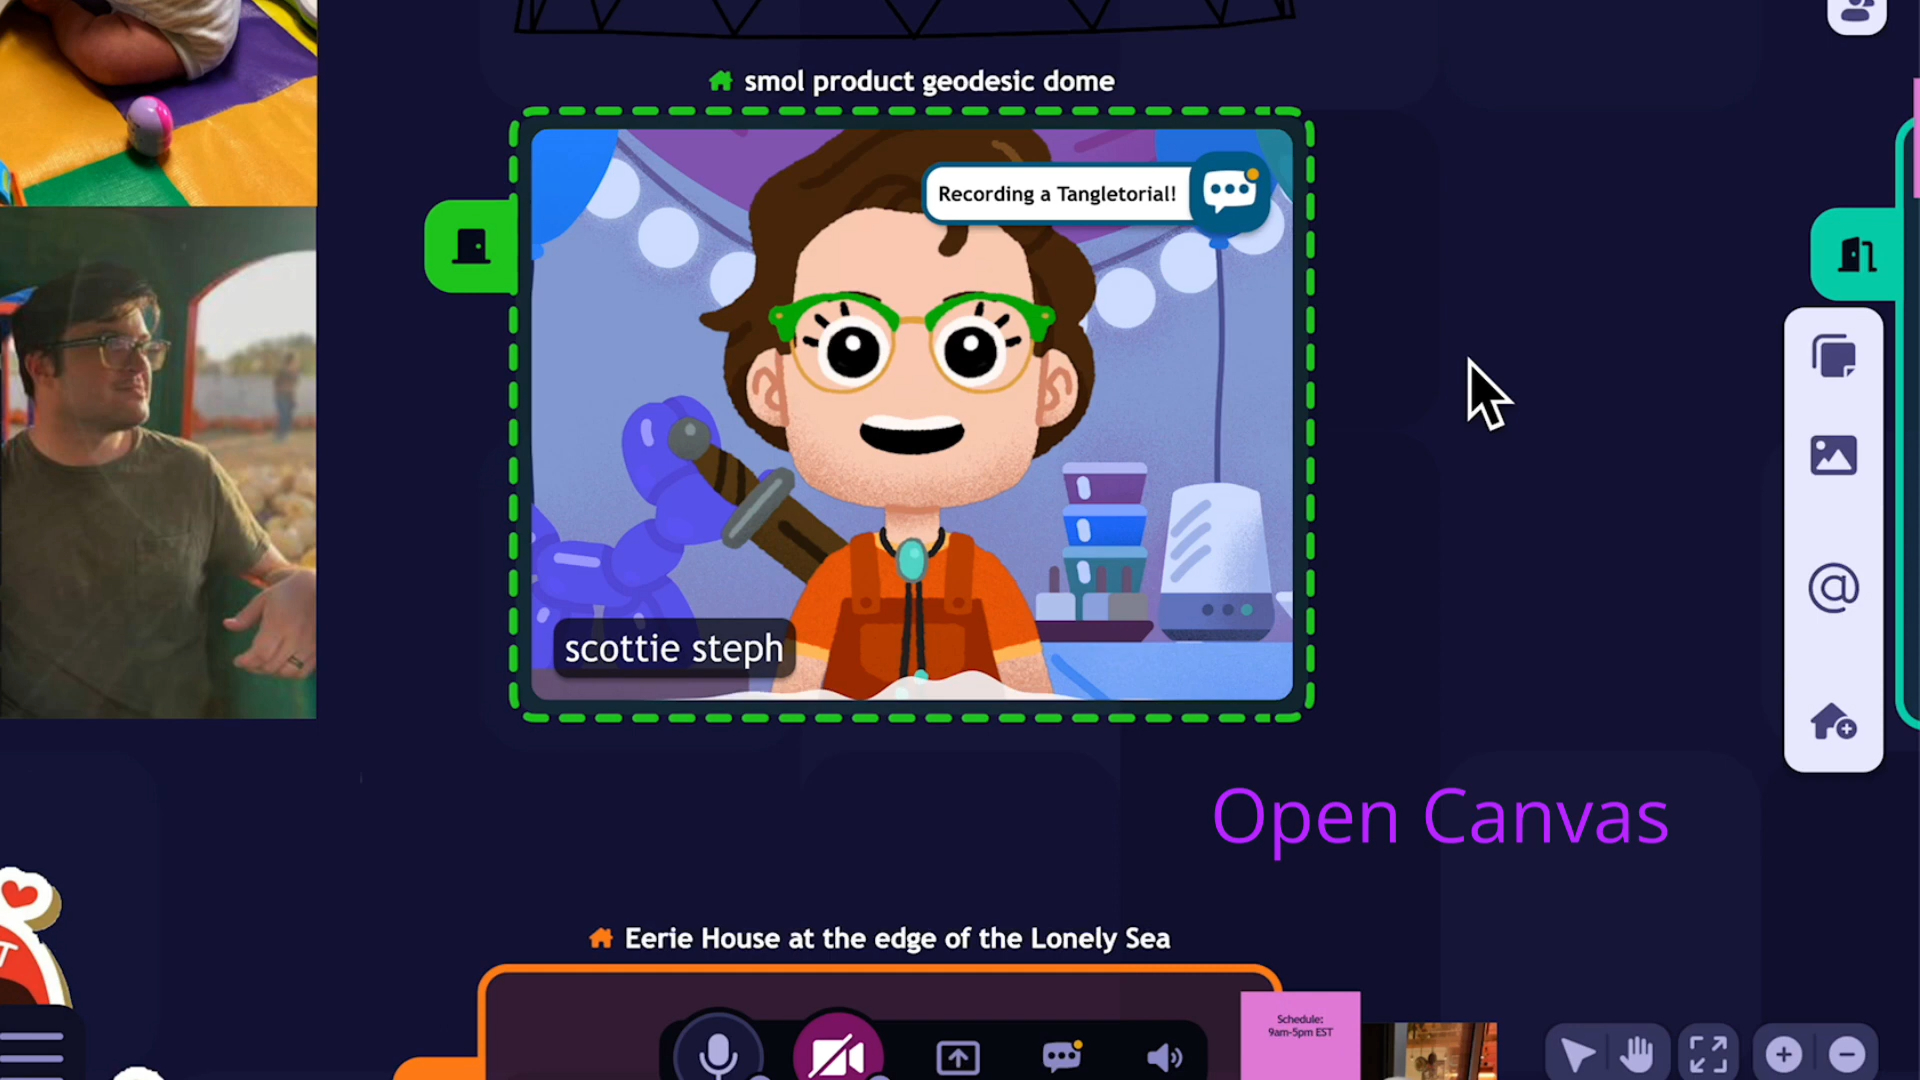 smol product geodesic dome
Recording a Tangletorial!
scottie steph
Open Canvas
Eerie House at the edge of the Lonely Sea
Schedule:
9am-5pm EST